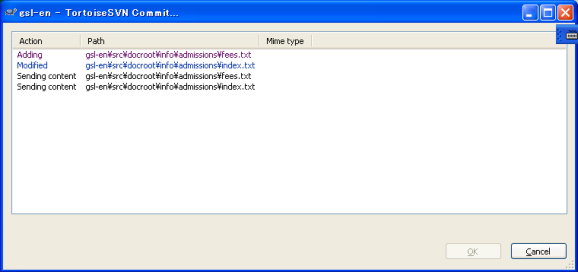 gsl-en - TortoiseSVN Commit...
Action Path Mime type
Adding gsl-en¥src¥docroot¥info¥admissions¥fees.txt
Modified gsl-en¥src¥docroot¥info¥admissions¥index.txt
Sending content gsl-en¥src¥docroot¥info¥admissions¥fees.txt
Sending content gsl-en¥src¥docroot¥info¥admissions¥index.txt
OK Cancel